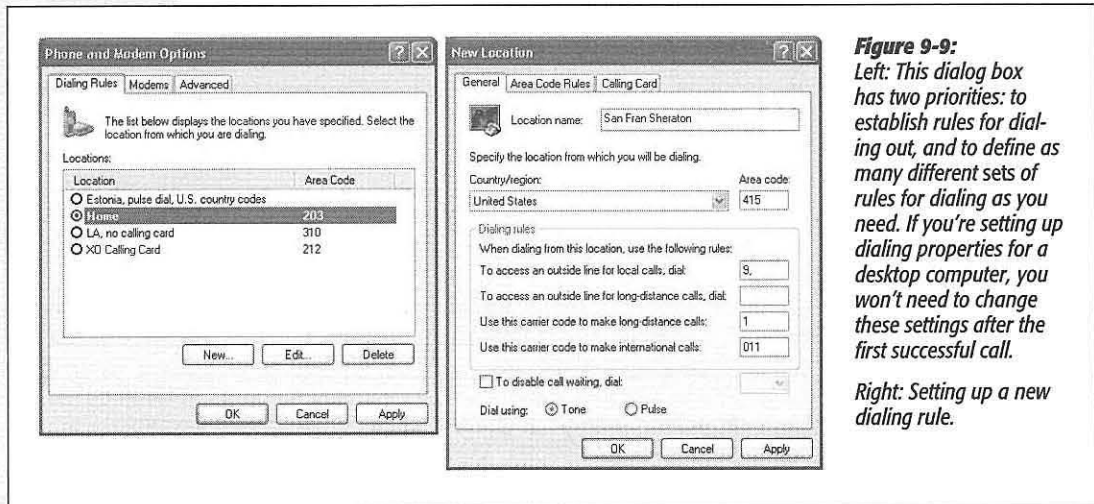 Phone and Modem Options
Dialing Rules Modems Advanced
The list below displays the locations you have specified. Select the
location from which you are dialing.
Locations:
Location Area Code
Estonia, pulse dial, U.S. country codes
Home 203
LA, no calling card 310
XO Calling Card 212
New... Edit... Delete
OK Cancel Apply
New Location
General Area Code Rules Calling Card
Location name: San Fran Sheraton
Specify the location from which you will be dialing.
Country/region: Area code:
United States 415
Dialing rules
When dialing from this location, use the following rules:
To access an outside line for local calls, dial: 9,
To access an outside line for long-distance calls, dial:
Use this carrier code to make long-distance calls: 1
Use this carrier code to make international calls: 011
To disable call waiting, dial:
Dial using: Tone Pulse
OK Cancel Apply
Figure 9-9:
Left: This dialog box
has two priorities: to
establish rules for dial-
ing out, and to define as
many different sets of
rules for dialing as you
need. If you're setting up
dialing properties for a
desktop computer, you
won't need to change
these settings after the
first successful call.
Right: Setting up a new
dialing rule.